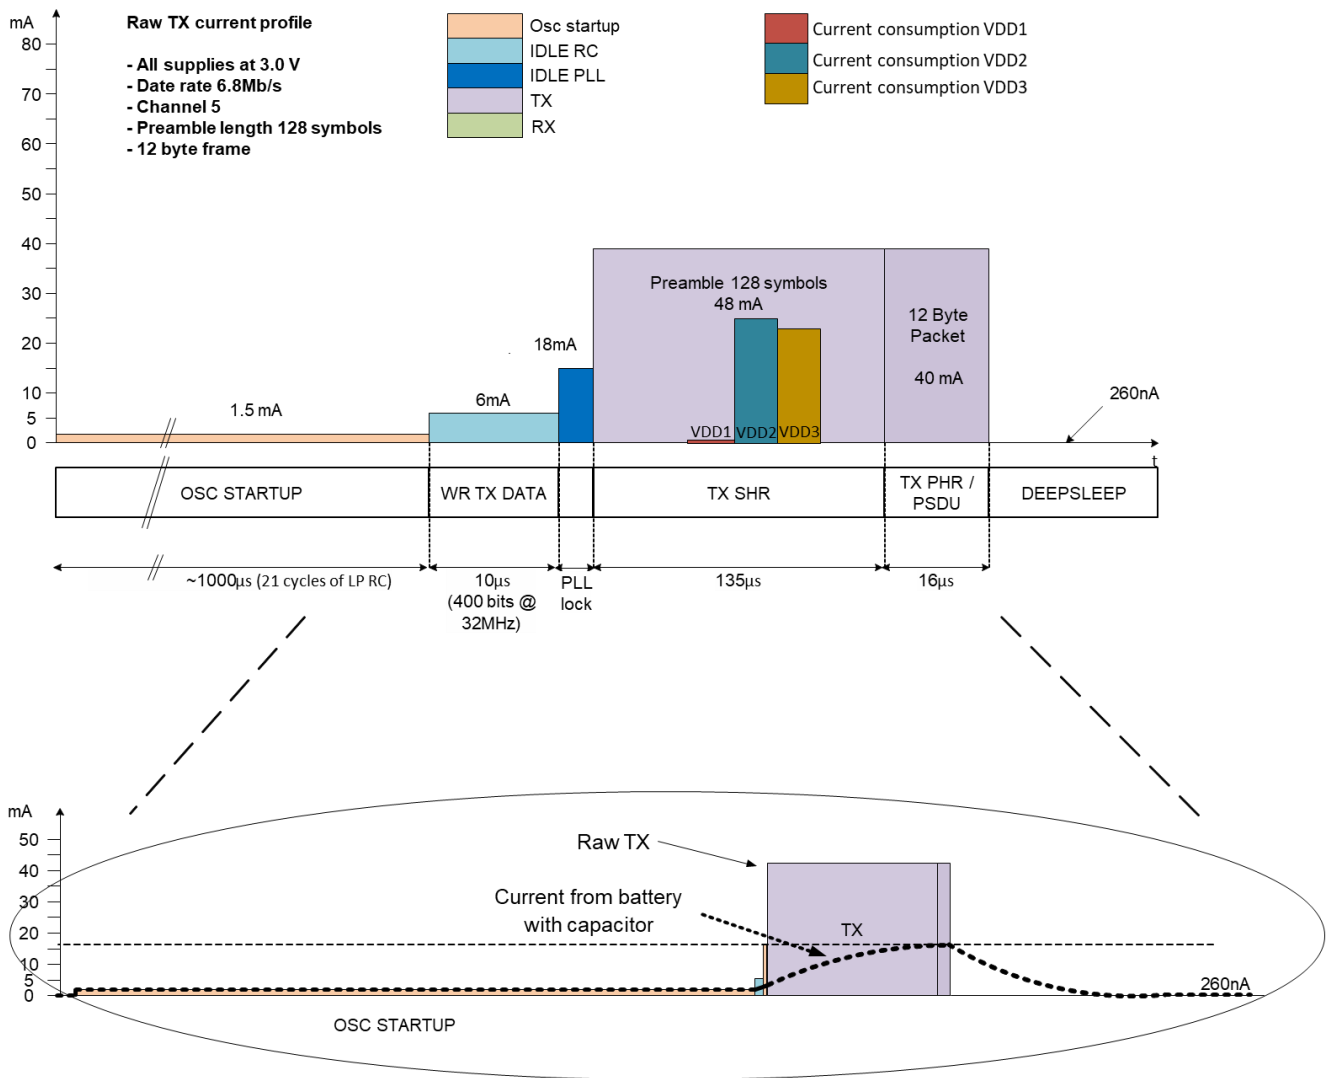 mA
80
70
60
50
40
30
20
10
5
0
Raw TX current profile
- All supplies at 3.0 V
- Date rate 6.8Mb/s
- Channel 5
- Preamble length 128 symbols
- 12 byte frame
Osc startup
IDLE RC
IDLE PLL
TX
RX
Current consumption VDD1
Current consumption VDD2
Current consumption VDD3
1.5 mA
6mA
18mA
Preamble 128 symbols
48 mA
VDD1
VDD2
VDD3
12 Byte
Packet
40 mA
260nA
t
OSC STARTUP
WR TX DATA
TX SHR
TX PHR /
PSDU
DEEPSLEEP
~1000µs (21 cycles of LP RC)
10µs
(400 bits @
32MHz)
PLL
lock
135µs
16µs
mA
50
40
30
20
10
5
0
Raw TX
Current from battery
with capacitor
TX
260nA
OSC STARTUP